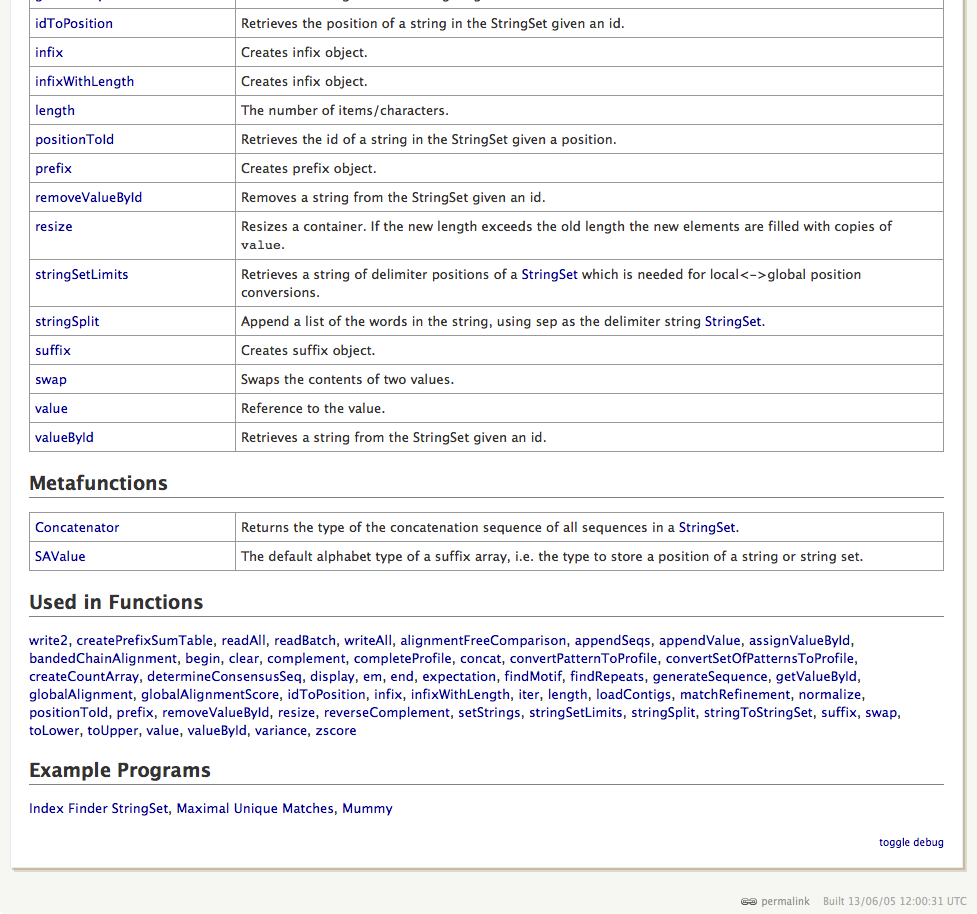 idToPosition Retrieves the position of a string in the StringSet given an id.
infix Creates infix object.
infixWithLength Creates infix object.
length The number of items/characters.
positionToId Retrieves the id of a string in the StringSet given a position.
prefix Creates prefix object.
removeValueById Removes a string from the StringSet given an id.
resize Resizes a container. If the new length exceeds the old length the new elements are filled with copies of
value.
stringSetLimits Retrieves a string of delimiter positions of a StringSet which is needed for local<->global position
conversions.
stringSplit Append a list of the words in the string, using sep as the delimiter string StringSet.
suffix Creates suffix object.
swap Swaps the contents of two values.
value Reference to the value.
valueById Retrieves a string from the StringSet given an id.
Metafunctions
Concatenator Returns the type of the concatenation sequence of all sequences in a StringSet.
SAValue The default alphabet type of a suffix array, i.e. the type to store a position of a string or string set.
Used in Functions
write2, createPrefixSumTable, readAll, readBatch, writeAll, alignmentFreeComparison, appendSeqs, appendValue, assignValueById,
bandedChainAlignment, begin, clear, complement, completeProfile, concat, convertPatternToProfile, convertSetOfPatternsToProfile,
createCountArray, determineConsensusSeq, display, em, end, expectation, findMotif, findRepeats, generateSequence, getValueById,
globalAlignment, globalAlignmentScore, idToPosition, infix, infixWithLength, iter, length, loadContigs, matchRefinement, normalize,
positionToId, prefix, removeValueById, resize, reverseComplement, setStrings, stringSetLimits, stringSplit, stringToStringSet, suffix, swap,
toLower, toUpper, value, valueById, variance, zscore
Example Programs
Index Finder StringSet, Maximal Unique Matches, Mummy
toggle debug
permalink Built 13/06/05 12:00:31 UTC